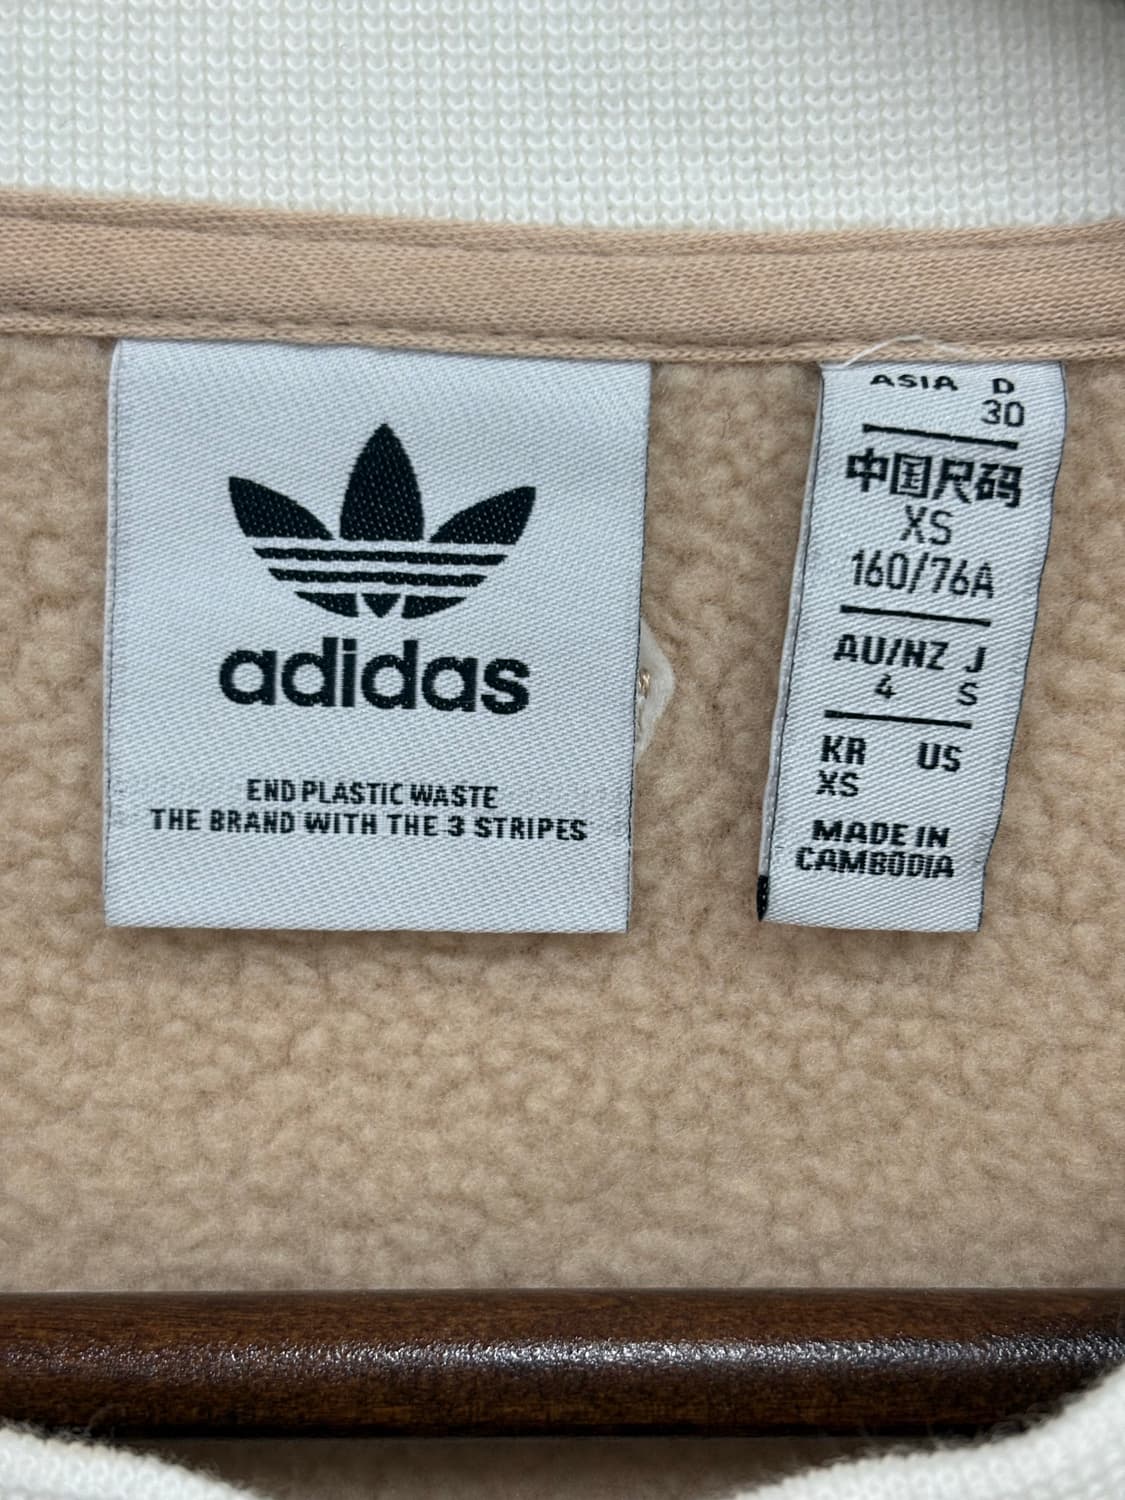 adidas
END PLASTIC WASTE
THE BRAND WITH THE 3 STRIPES
ASIA D
30
中国尺码
XS
160/76A
AU/NZ J
4 S
KR US
XS
MADE IN
CAMBODIA